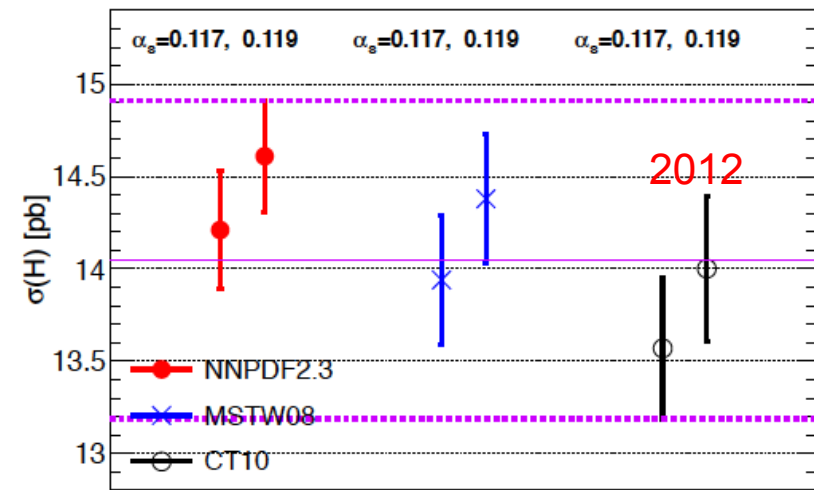 αs=0.117, 0.119 αs=0.117, 0.119 αs=0.117, 0.119
15
2012
14.5
σ(H) [pb]
14
13.5
NNPDF2.3
MSTW08
13
CT10